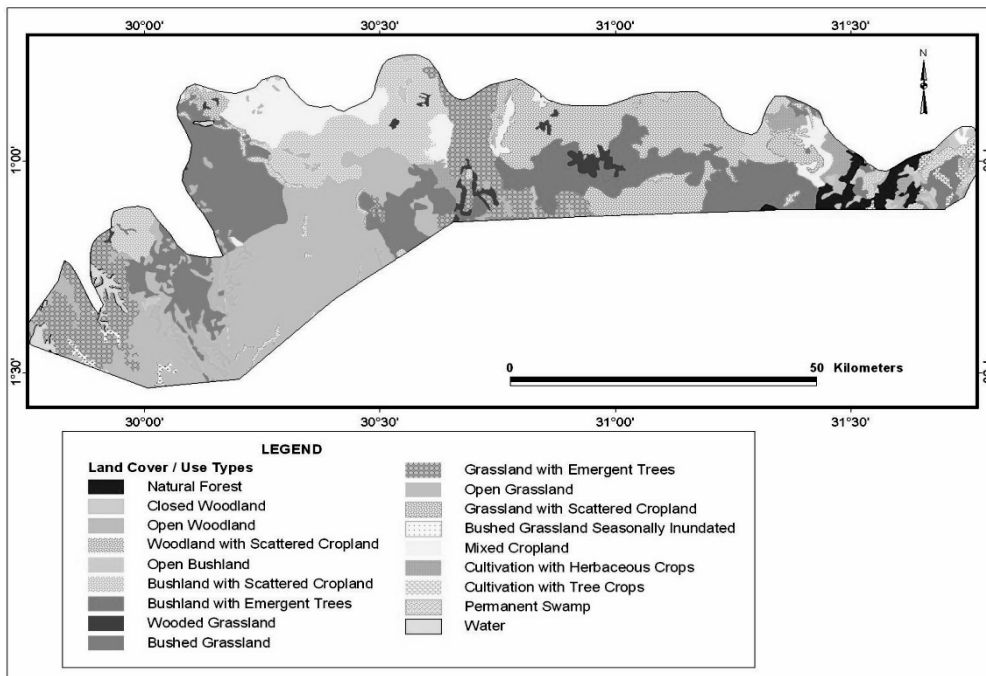 30°00'
30°30'
31°00'
31°30'
N
1°00'
1°30'
0 50 Kilometers
30°00'
30°30'
31°00'
31°30'
LEGEND
Land Cover / Use Types
Natural Forest
Closed Woodland
Open Woodland
Woodland with Scattered Cropland
Open Bushland
Bushland with Scattered Cropland
Bushland with Emergent Trees
Wooded Grassland
Bushed Grassland
Grassland with Emergent Trees
Open Grassland
Grassland with Scattered Cropland
Bushed Grassland Seasonally Inundated
Mixed Cropland
Cultivation with Herbaceous Crops
Cultivation with Tree Crops
Permanent Swamp
Water